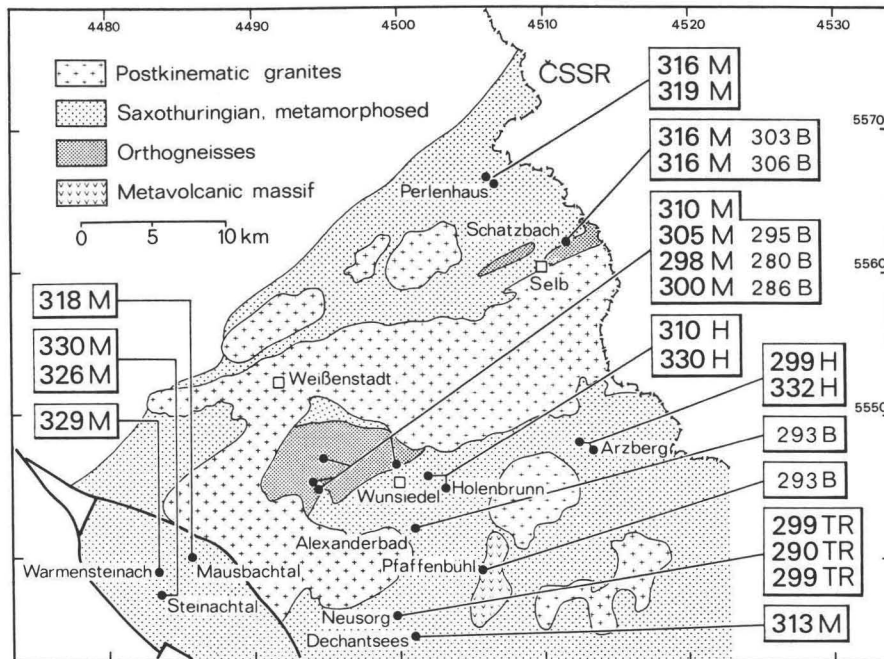 4480 4490 4500 4510 4520 4530
ČSSR
Postkinematic granites
Saxothuringian, metamorphosed
Orthogneisses
Metavolcanic massif
0 5 10 km
316 M
319 M
5570
316 M 303 B
316 M 306 B
Perlenhaus
Schatzbach
310 M
305 M 295 B
298 M 280 B
300 M 286 B
5560
Selb
318 M
330 M
326 M
329 M
310 H
330 H
299 H
332 H
Weißenstadt
5550
Arzberg
293 B
Wunsiedel
Holenbrunn
293 B
Alexanderbad
Pfaffenbühl
299 TR
290 TR
299 TR
Warmensteinach
Mausbachtal
Steinachtal
Neusorg
Dechantsees
313 M